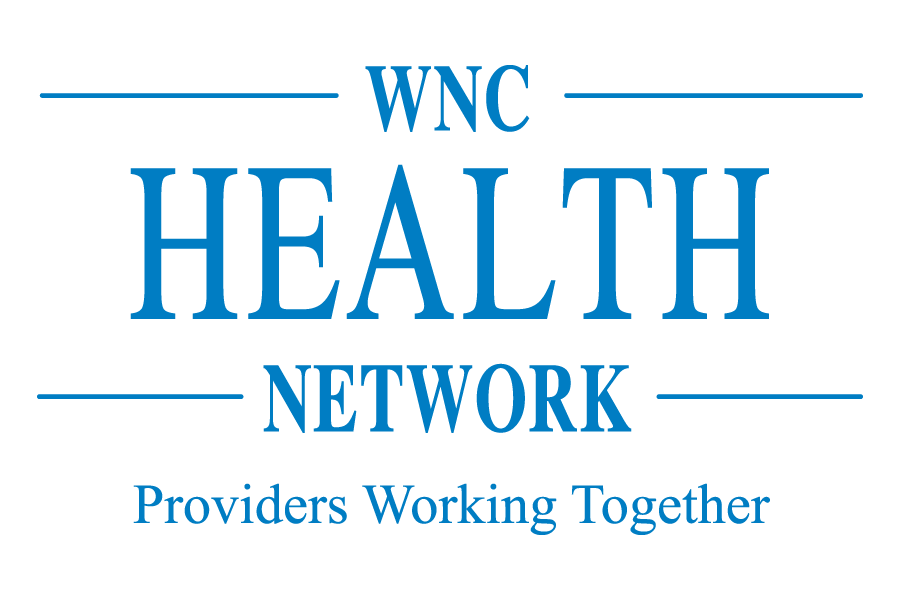 WNC
HEALTH
NETWORK
Providers Working Together